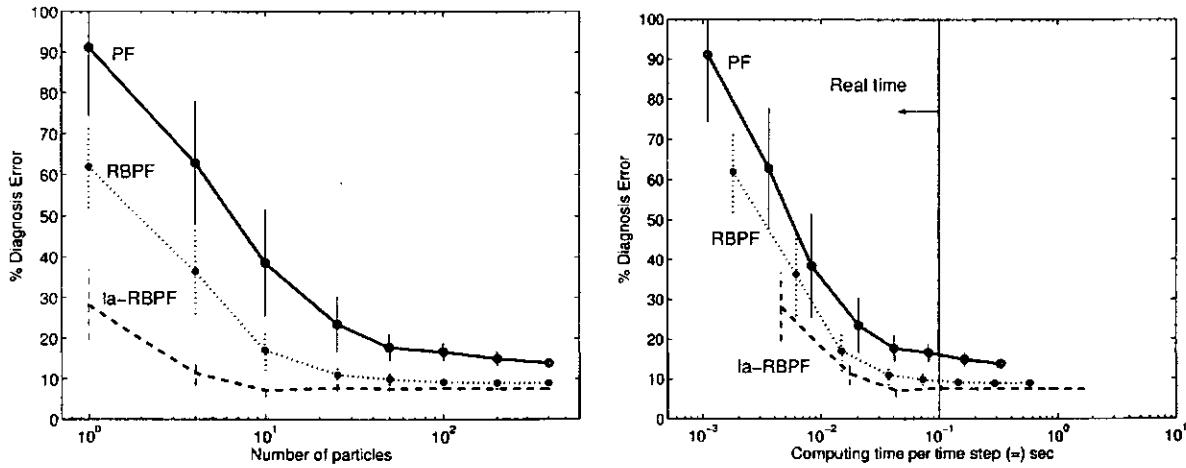 100
90
80
70
60
50
40
30
20
10
0
% Diagnosis Error
PF
RBPF
la-RBPF
10^0
10^1
10^2
Number of particles
100
90
80
70
60
50
40
30
20
10
0
% Diagnosis Error
PF
Real time
RBPF
la-RBPF
10^-3
10^-2
10^-1
10^0
10^1
Computing time per time step (=) sec